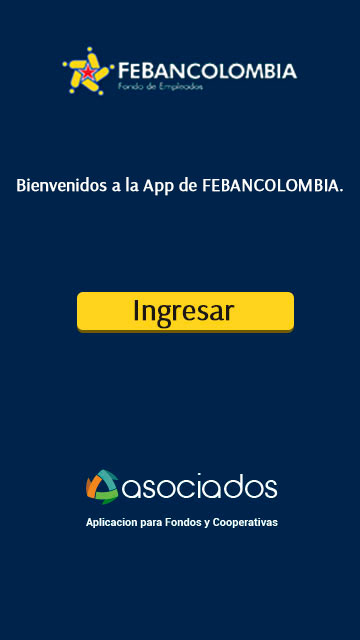 FEBANCOLOMBIA
Fondo de Empleados
Bienvenidos a la App de FEBANCOLOMBIA.
Ingresar
asociados
Aplicacion para Fondos y Cooperativas